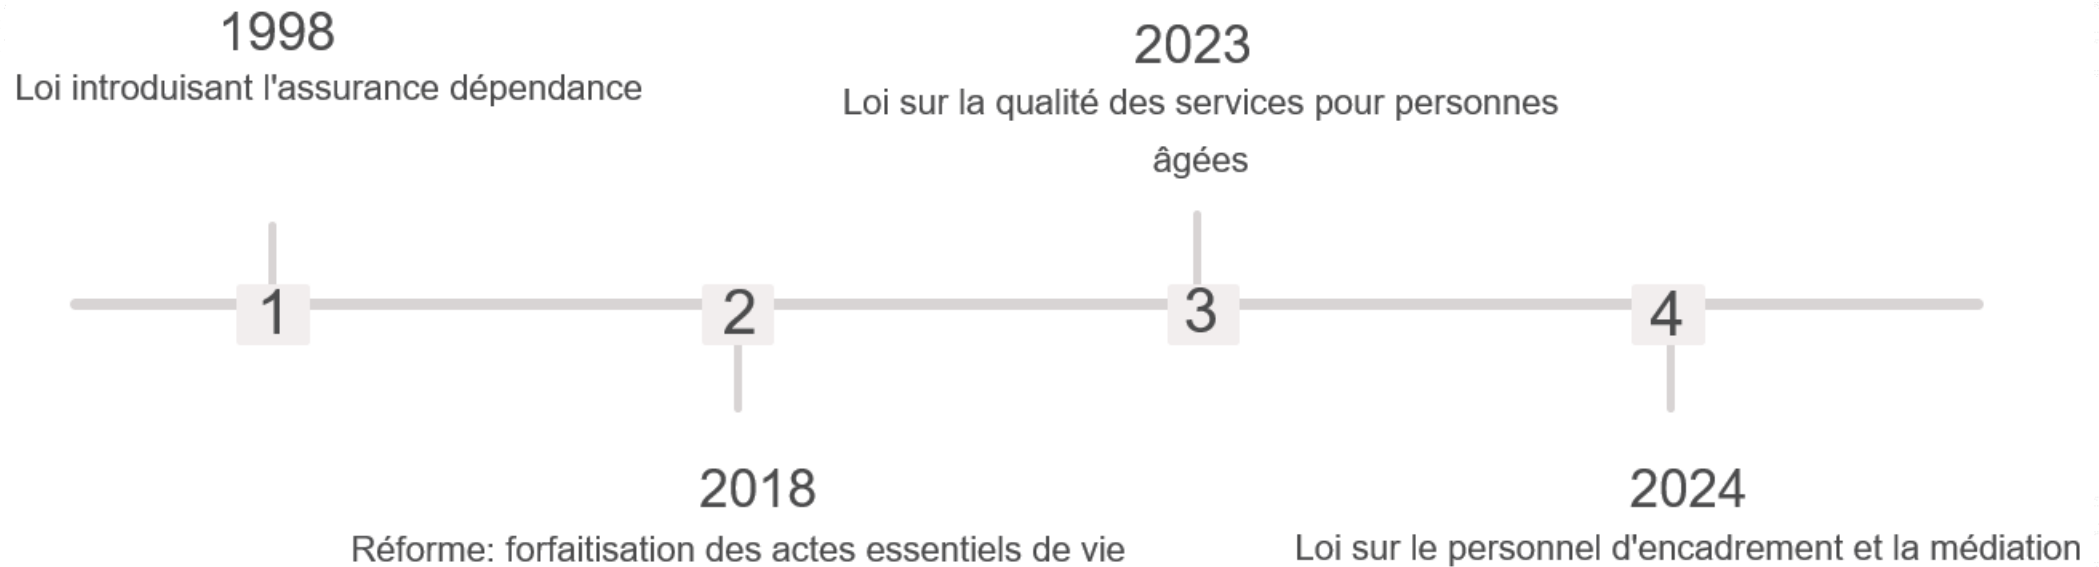 1998
Loi introduisant l'assurance dépendance
2023
Loi sur la qualité des services pour personnes
âgées
1
2
3
4
2018
Réforme: forfaitisation des actes essentiels de vie
2024
Loi sur le personnel d'encadrement et la médiation